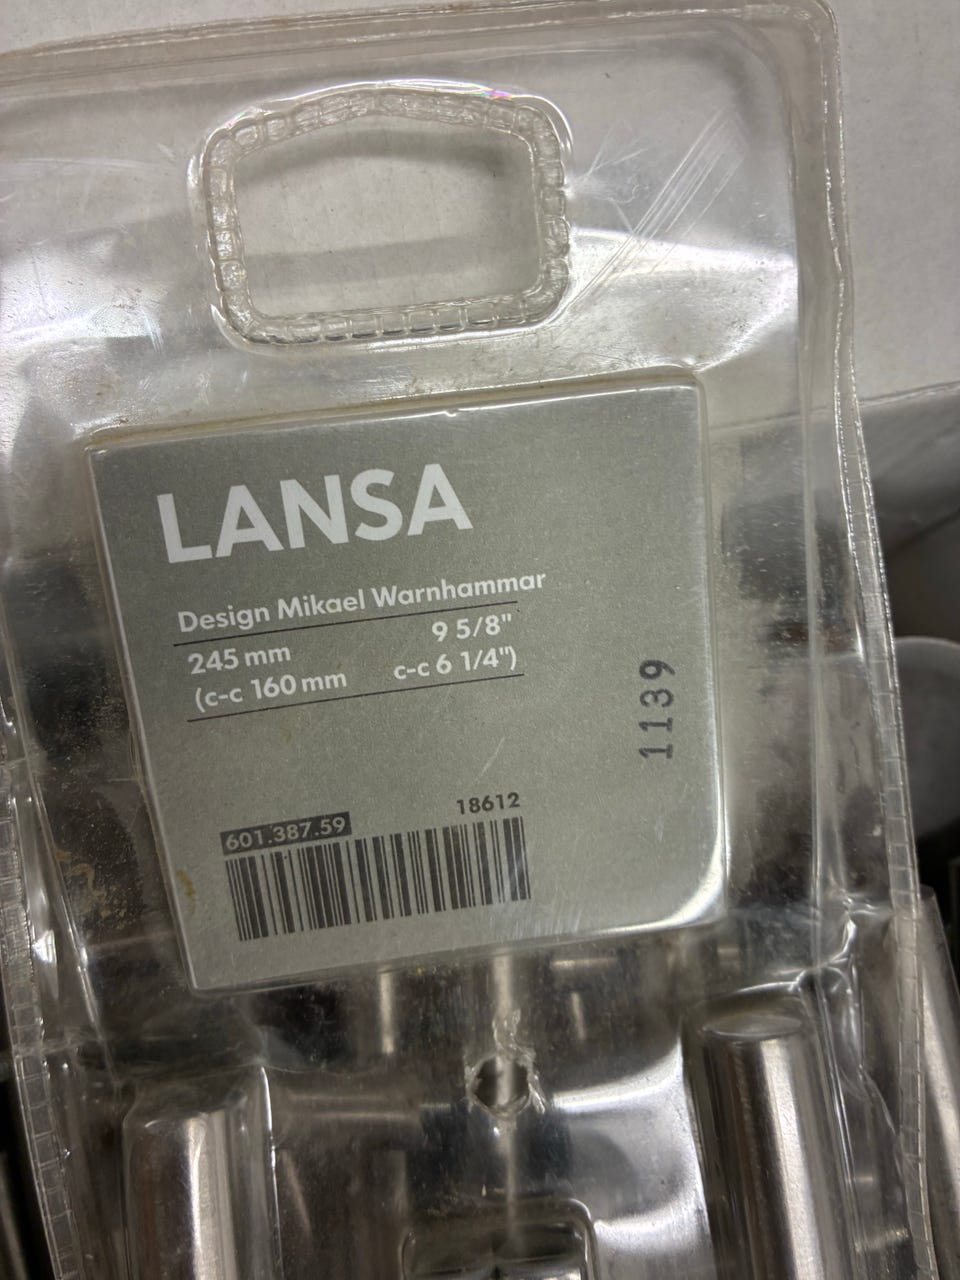 LANSA
Design Mikael Warnhammar
245 mm 9 5/8"
(c-c 160 mm c-c 6 1/4")
1139
18612
601.387.59